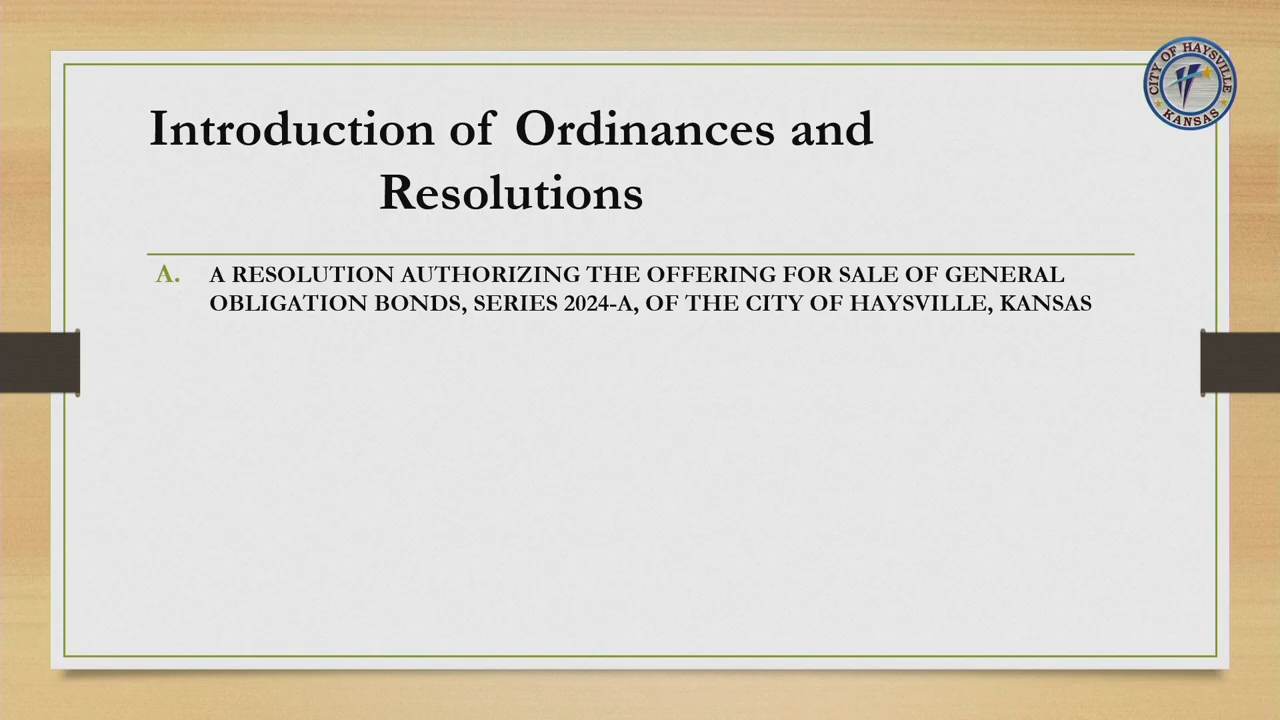 CITY OF HAYSVILLE
KANSAS
Introduction of Ordinances and
Resolutions
A. A RESOLUTION AUTHORIZING THE OFFERING FOR SALE OF GENERAL
OBLIGATION BONDS, SERIES 2024-A, OF THE CITY OF HAYSVILLE, KANSAS